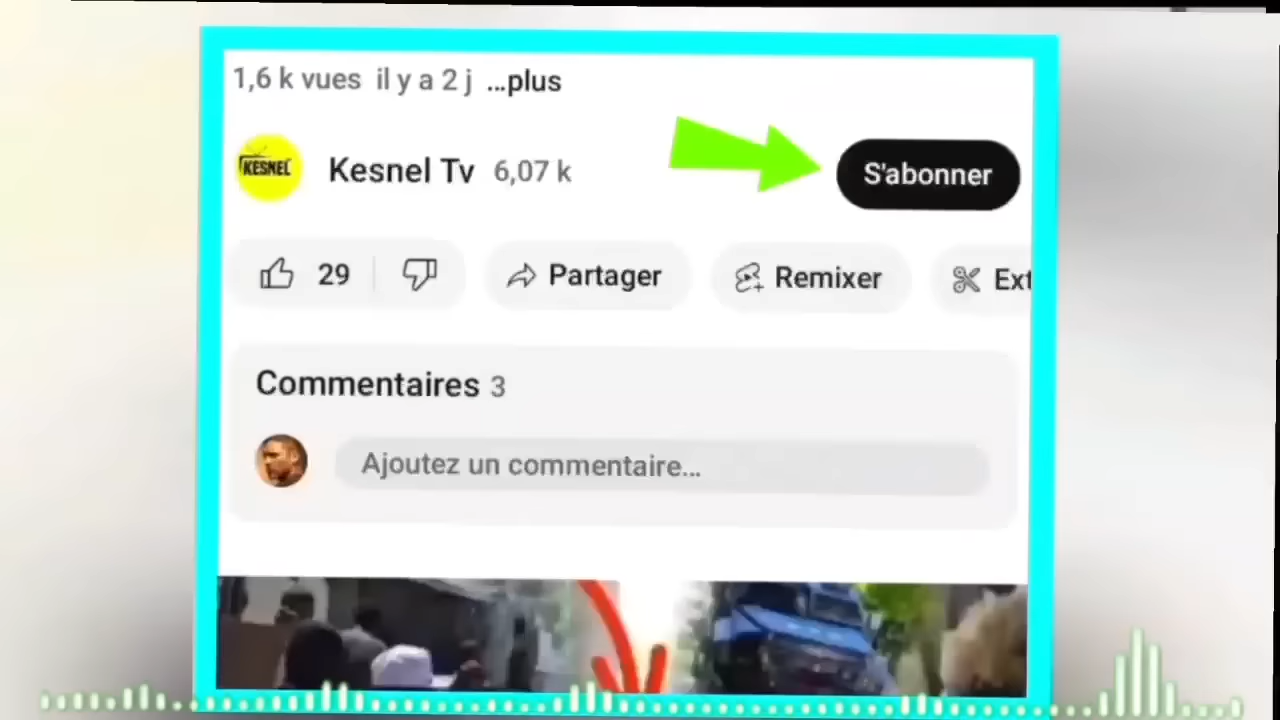 1,6 k vues il y a 2 j ...plus
KESNEL
Kesnel Tv 6,07 k
S'abonner
29
Partager
Remixer
Ext
Commentaires 3
Ajoutez un commentaire...